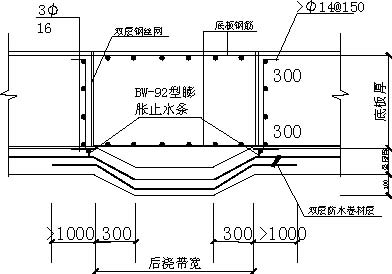 3Φ
16
双层钢丝网
底板钢筋
>Φ14@150
300
BW-92型膨
胀止水条
300
底板厚
双层防水卷材层
>1000
300
300
>1000
后浇带宽